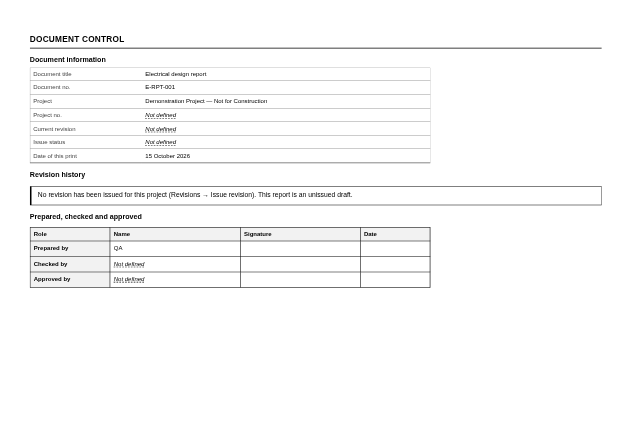 DOCUMENT CONTROL
Document information
Document title Electrical design report
Document no. E-RPT-001
Project Demonstration Project — Not for Construction
Project no. Not defined
Current revision Not defined
Issue status Not defined
Date of this print 15 October 2026
Revision history
No revision has been issued for this project (Revisions → Issue revision). This report is an unissued draft.
Prepared, checked and approved
Role Name Signature Date
Prepared by QA
Checked by Not defined
Approved by Not defined